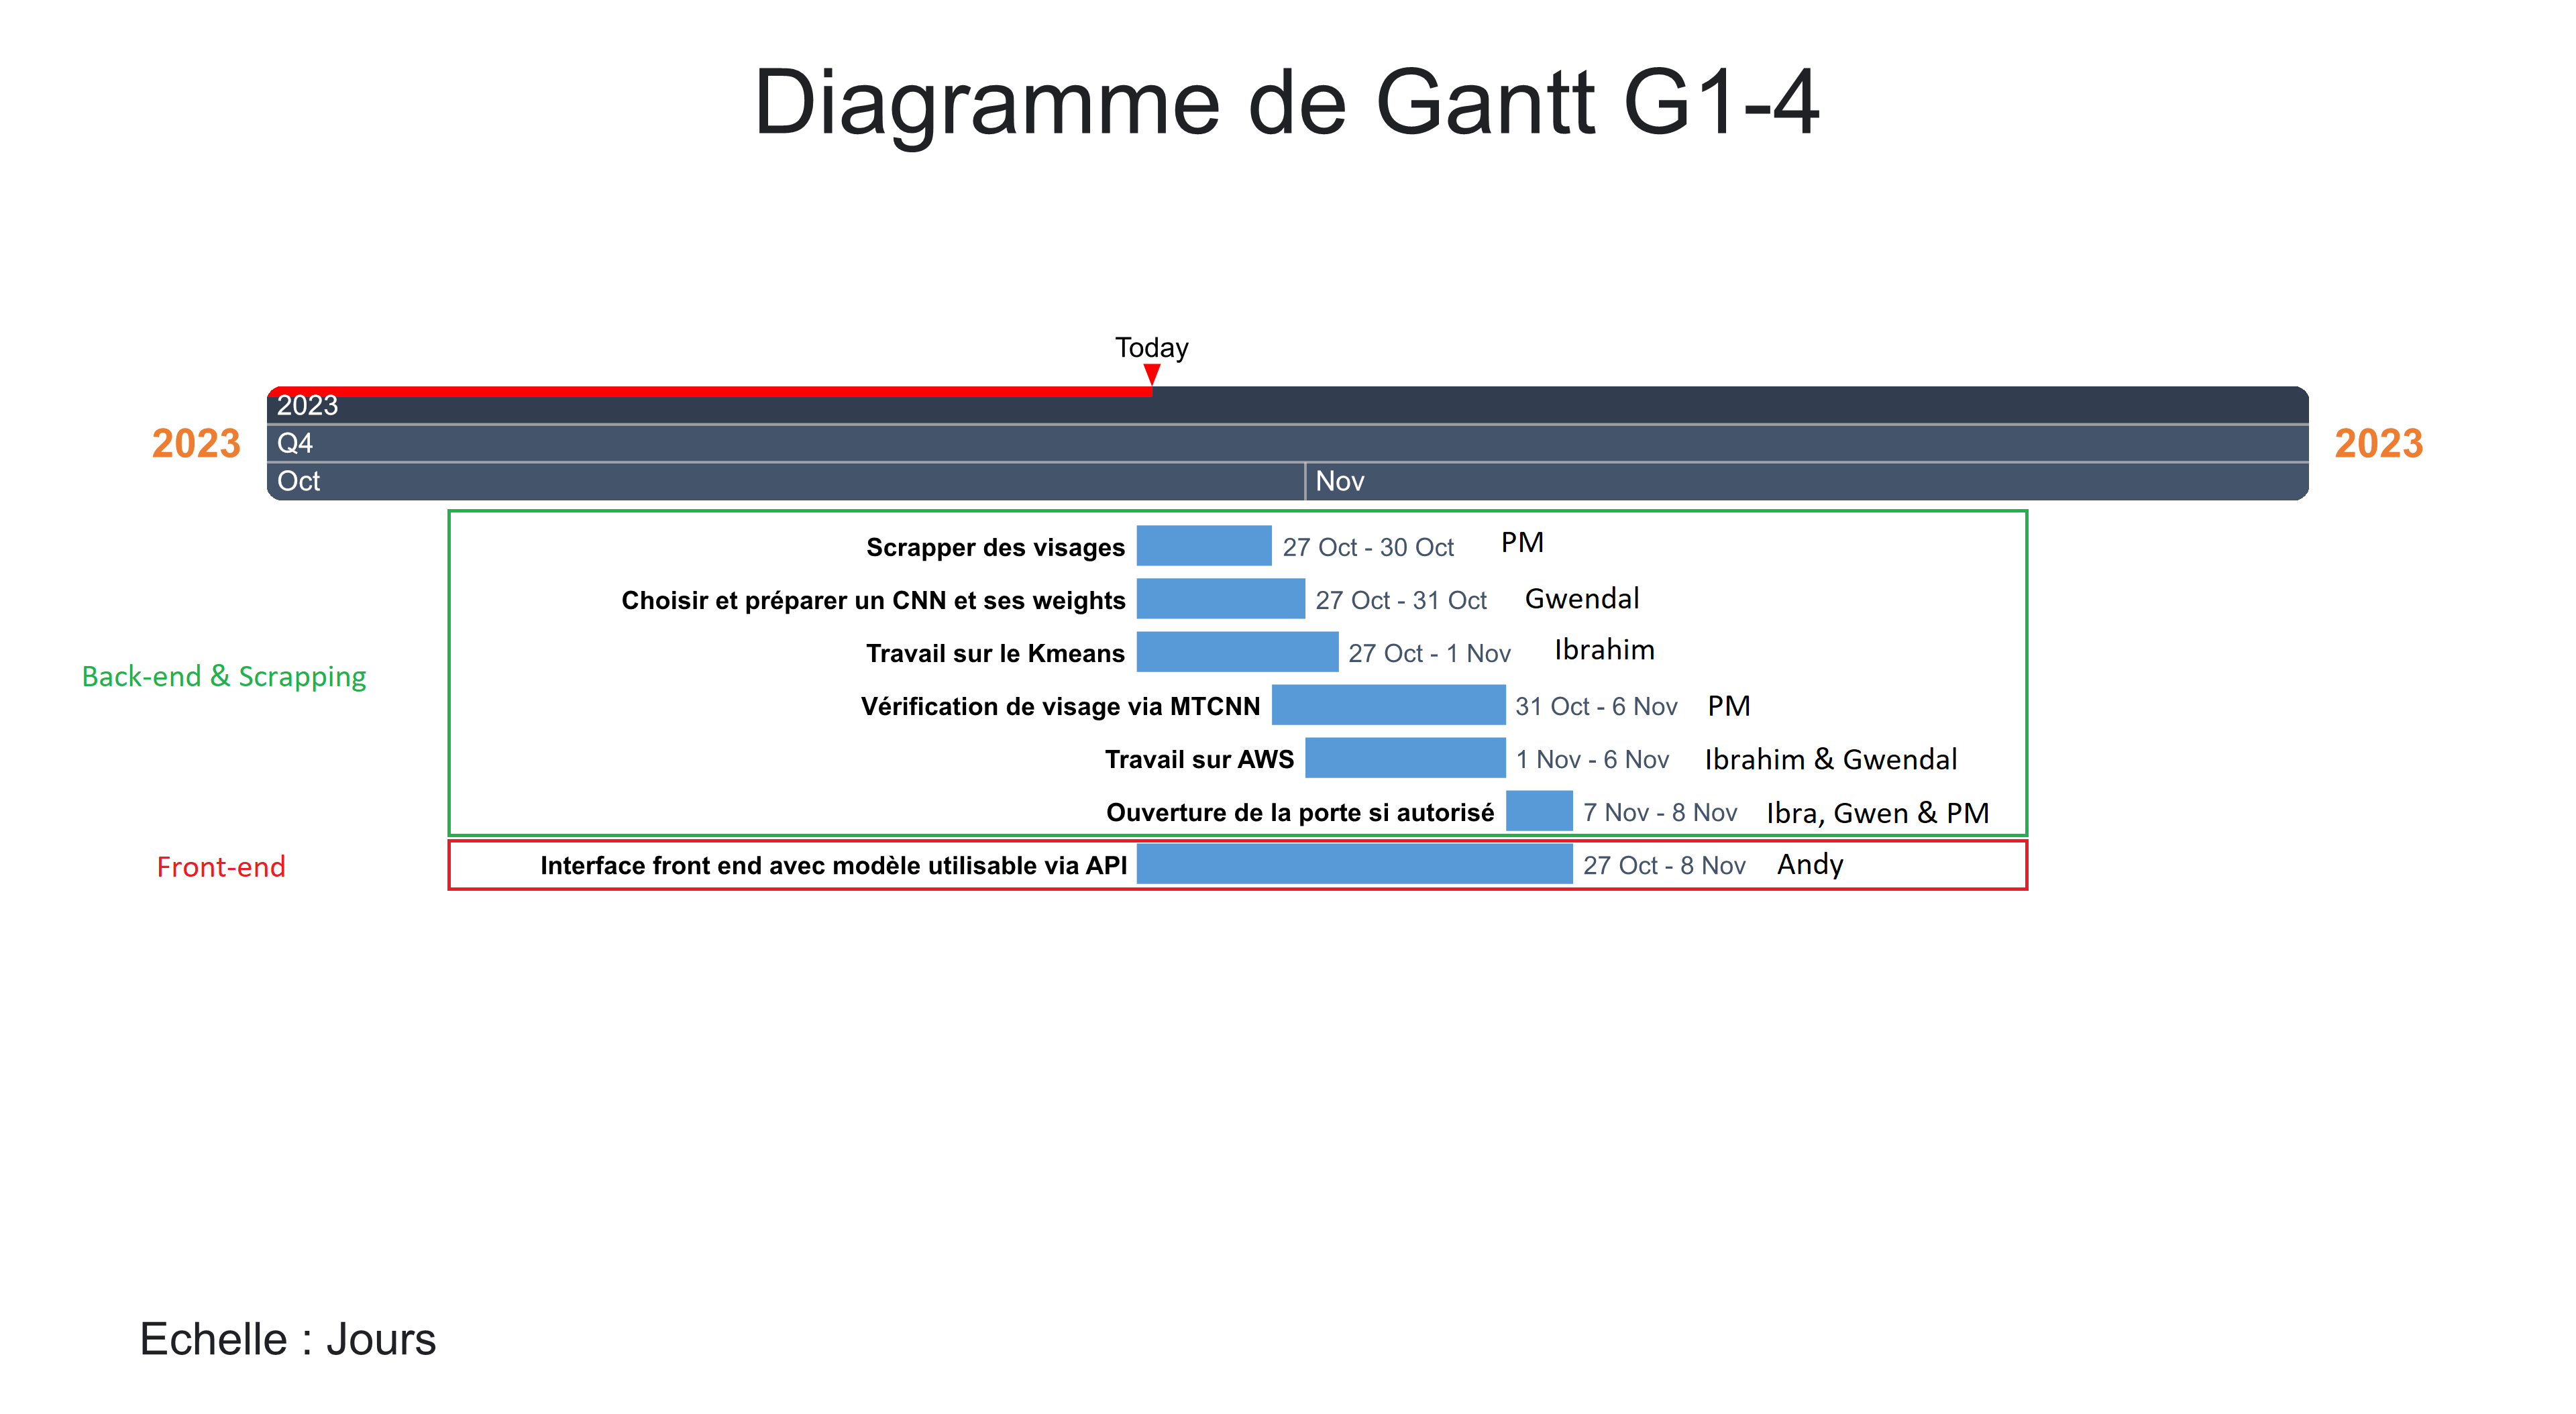 Diagramme de Gantt G1-4
Today
2023
2023
Q4
2023
Oct
Nov
Scrapper des visages 27 Oct - 30 Oct PM
Choisir et préparer un CNN et ses weights 27 Oct - 31 Oct Gwendal
Travail sur le Kmeans 27 Oct - 1 Nov Ibrahim
Back-end & Scrapping
Vérification de visage via MTCNN 31 Oct - 6 Nov PM
Travail sur AWS 1 Nov - 6 Nov Ibrahim & Gwendal
Ouverture de la porte si autorisé 7 Nov - 8 Nov Ibra, Gwen & PM
Front-end
Interface front end avec modèle utilisable via API 27 Oct - 8 Nov Andy
Echelle : Jours